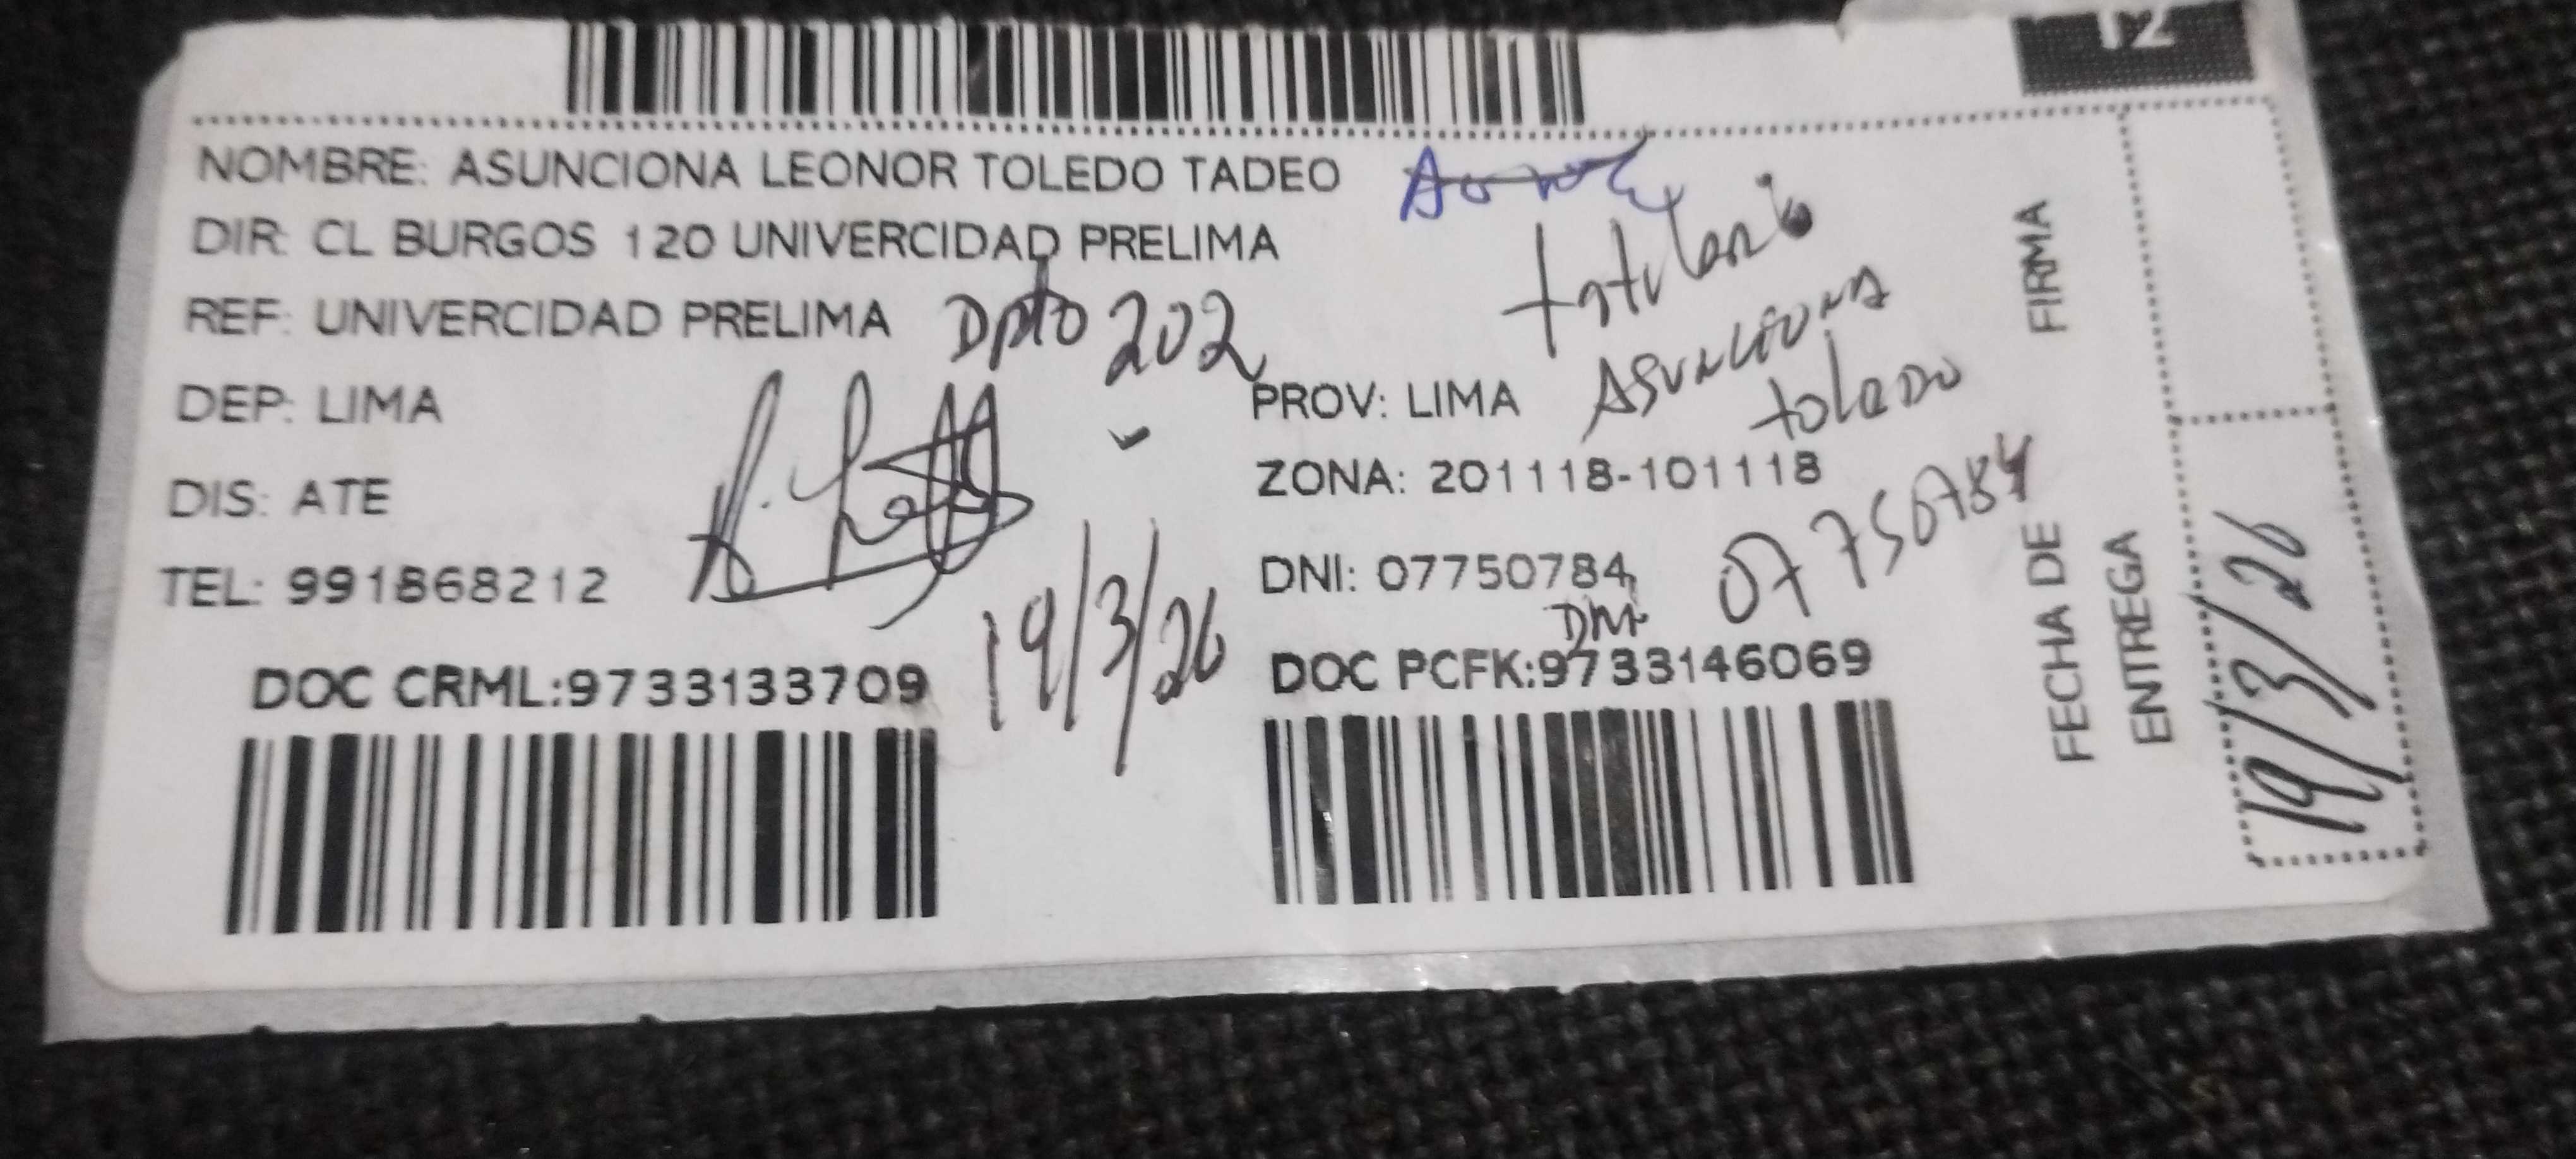 12
NOMBRE: ASUNCIONA LEONOR TOLEDO TADEO
DIR: CL BURGOS 120 UNIVERCIDAD PRELIMA
REF: UNIVERCIDAD PRELIMA Dpto 202
DEP: LIMA
PROV: LIMA
DIS: ATE
ZONA: 201118-101118
TEL: 991868212
DNI: 07750784
DOC CRML:9733133709
DOC PCFK:9733146069
19/3/26
ASUNCIONA
toledo
07750784
DNI
FIRMA
FECHA DE
ENTREGA
19/3/26